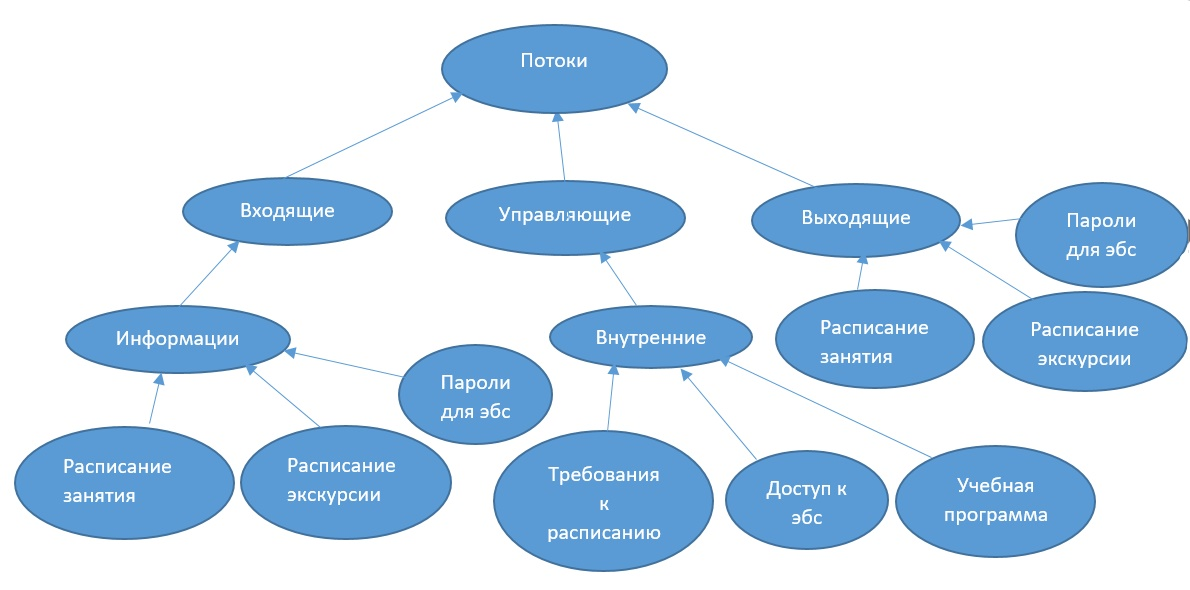 Потоки
Входящие
Управляющие
Выходящие
Пароли
для эбс
Информации
Внутренние
Расписание
занятия
Расписание
экскурсии
Пароли
для эбс
Расписание
занятия
Расписание
экскурсии
Требования
к
расписанию
Доступ к
эбс
Учебная
программа